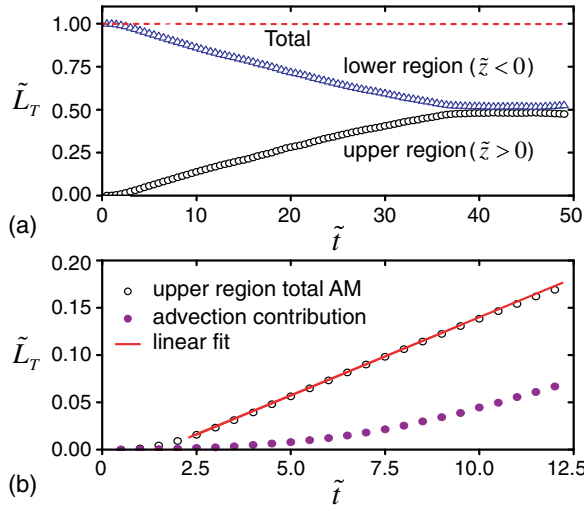 1.00
0.75
0.50
0.25
0.00
L̃_T
Total
lower region (z̃ < 0)
upper region (z̃ > 0)
0 10 20 30 40 50
(a)
t̃
0.20
0.15
0.10
0.05
0.00
L̃_T
upper region total AM
advection contribution
linear fit
0 2.5 5.0 7.5 10.0 12.5
(b)
t̃